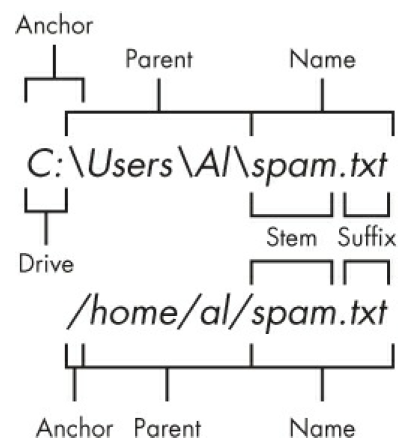 Anchor
Parent Name
C:\Users\Al\spam.txt
Stem Suffix
Drive
/home/al/spam.txt
Anchor Parent Name